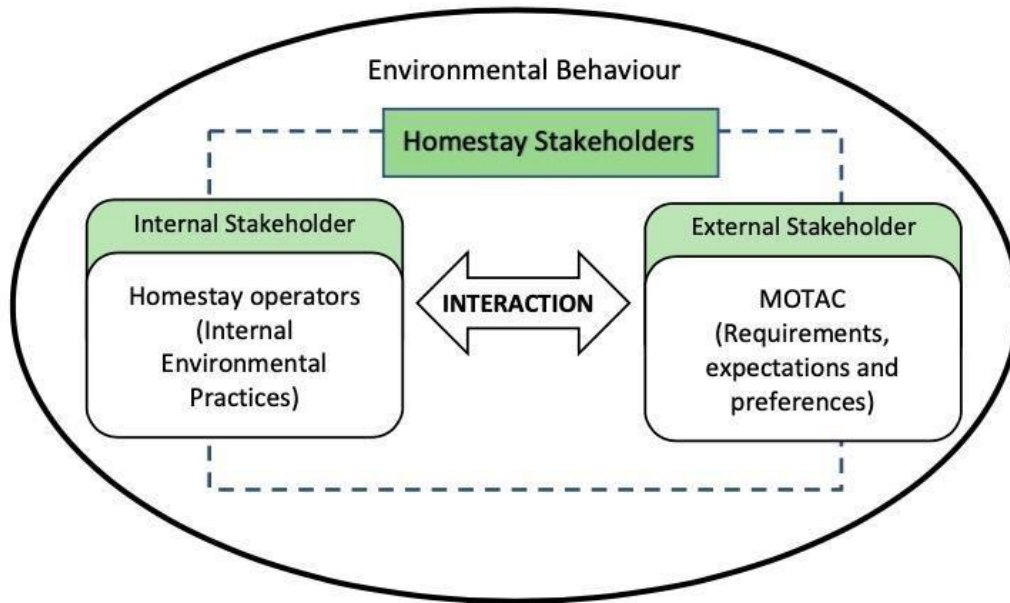 Environmental Behaviour
Homestay Stakeholders
Internal Stakeholder
Homestay operators
(Internal
Environmental
Practices)
INTERACTION
External Stakeholder
MOTAC
(Requirements,
expectations and
preferences)